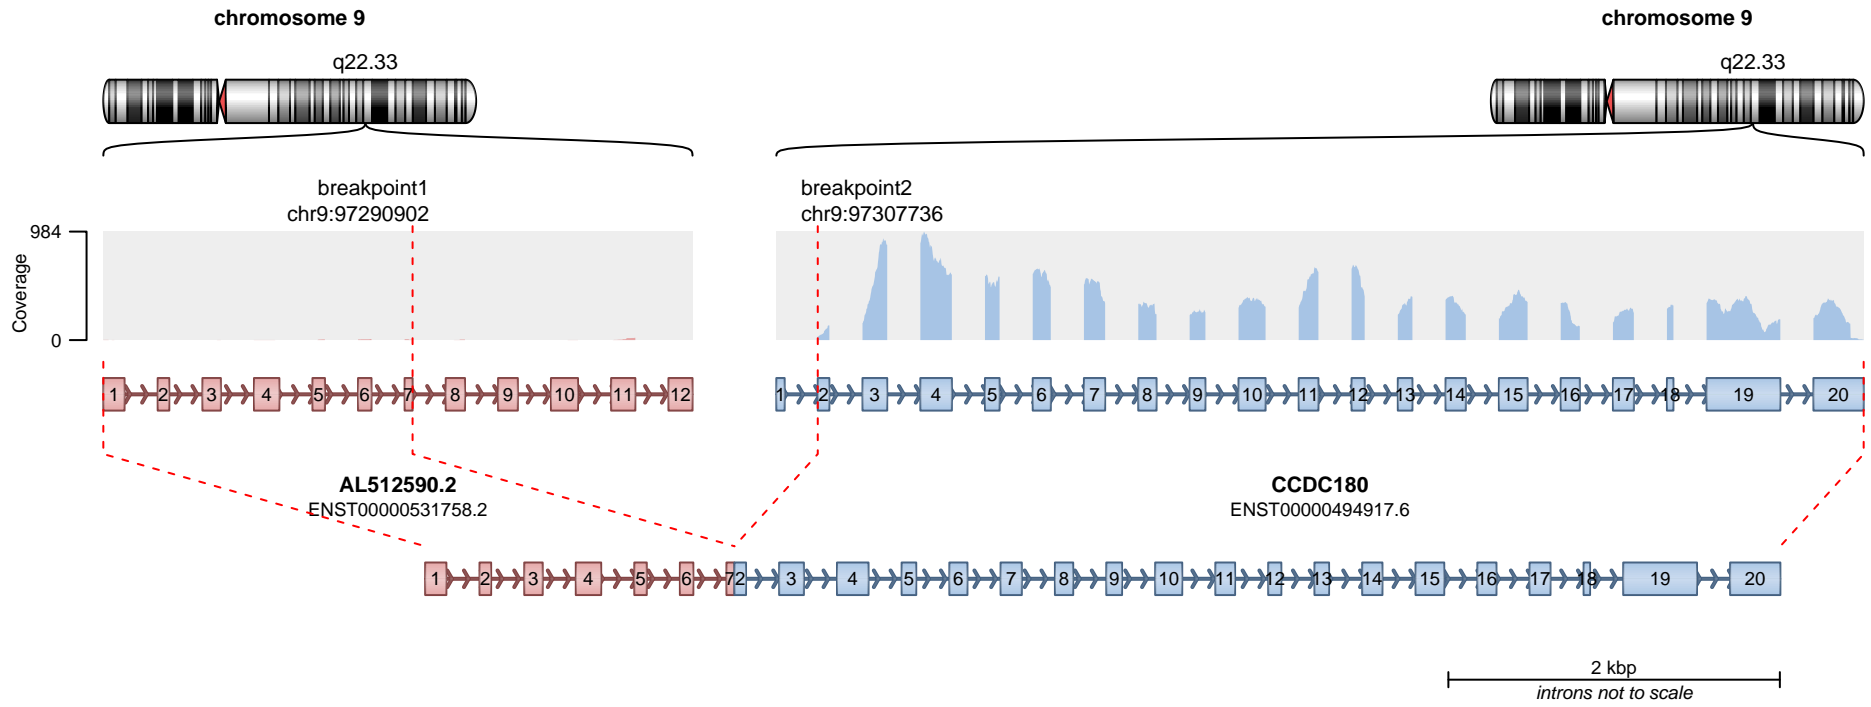 chromosome 9 chromosome 9
q22.33 q22.33
breakpoint1 breakpoint2
chr9:97290902 chr9:97307736
984
Coverage
0
1 2 3 4 5 6 7 8 9 10 11 12 1 2 3 4 5 6 7 8 9 10 11 12 13 14 15 16 17 18 19 20
AL512590.2 CCDC180
ENST00000531758.2 ENST00000494917.6
1 2 3 4 5 6 7 2 3 4 5 6 7 8 9 10 11 12 13 14 15 16 17 18 19 20
2 kbp
introns not to scale